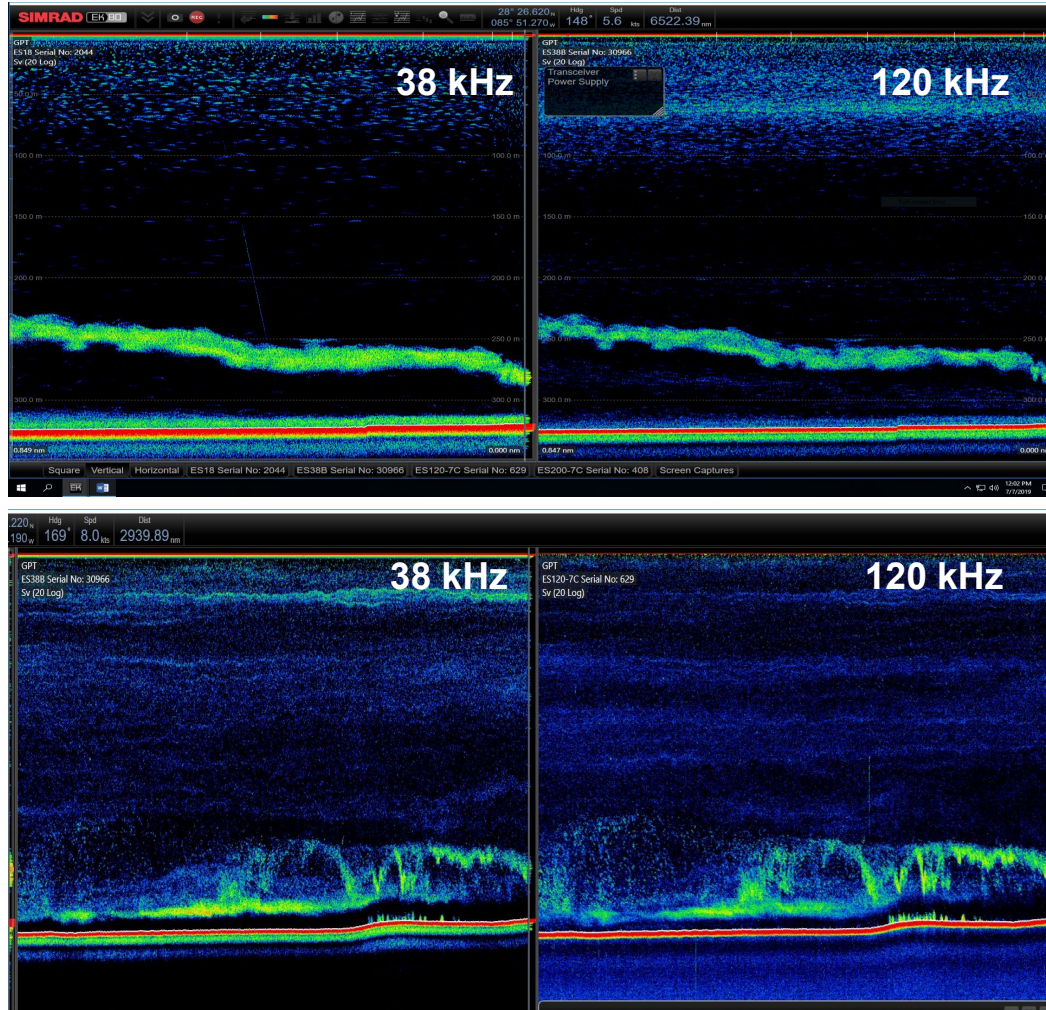 SIMRAD EK80 REC
28° 26.620 N
085° 51.270 W
Hdg
148°
Spd
5.6 kts
Dist
6522.39 nm
GPT
ES18 Serial No: 2044
Sv (20 Log)
38 kHz
50.0 m
100.0 m 100.0 m
150.0 m 150.0 m
200.0 m 200.0 m
250.0 m
300.0 m 300.0 m
0.849 nm 0.000 nm
GPT
ES38B Serial No: 30966
Sv (20 Log)
Transceiver
Power Supply
120 kHz
100.0 m 100.0 m
150.0 m 150.0
200.0 m 200.0
250.0
300.0 m 300.0
0.847 nm 0.000 nm
Square Vertical Horizontal ES18 Serial No: 2044 ES38B Serial No: 30966 ES120-7C Serial No: 629 ES200-7C Serial No: 408 Screen Captures
EK
12:02 PM
7/7/2019
.220 N
.190 W
Hdg
169°
Spd
8.0 kts
Dist
2939.89 nm
GPT
ES38B Serial No: 30966
Sv (20 Log)
38 kHz
GPT
ES120-7C Serial No: 629
Sv (20 Log)
120 kHz